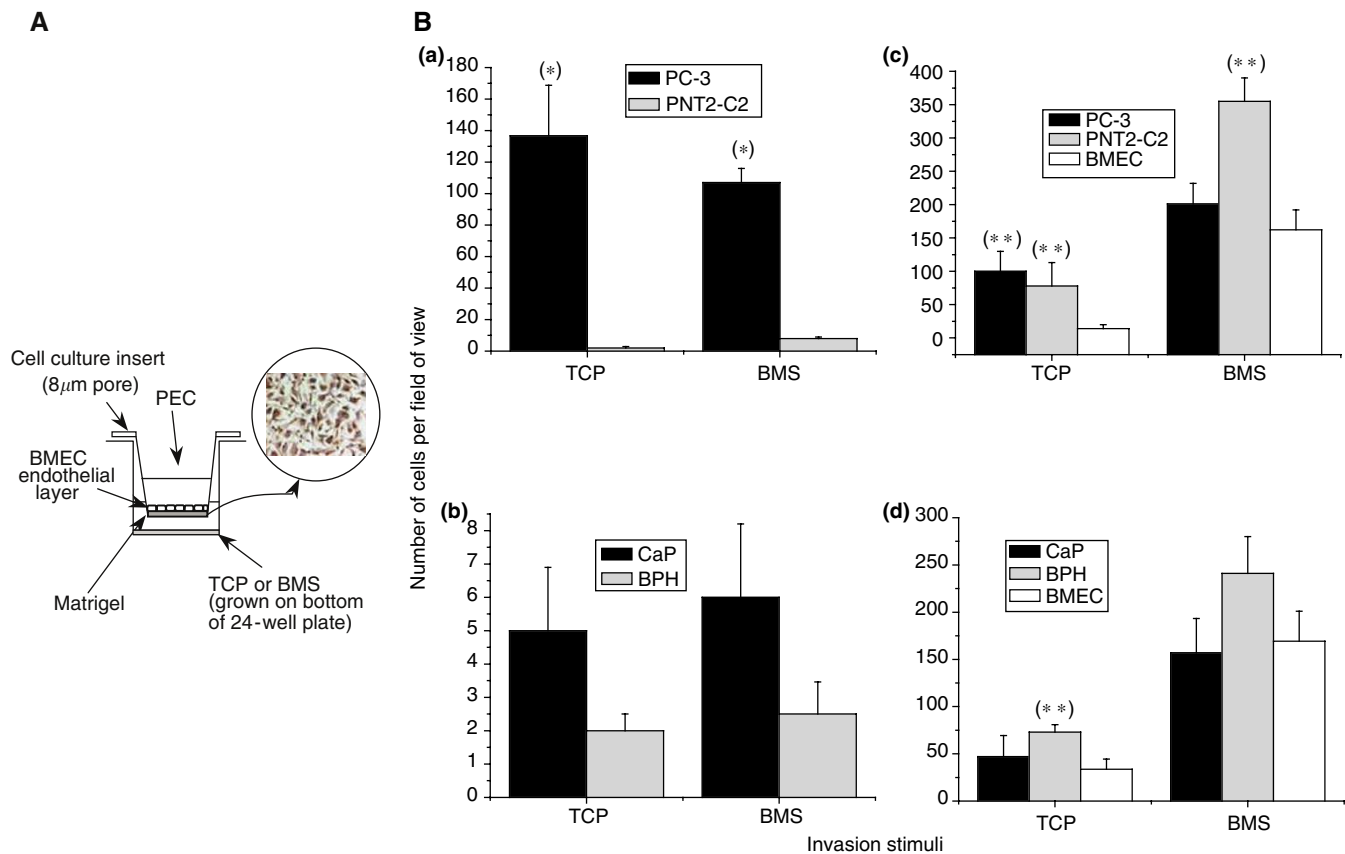 A
Cell culture insert
(8μm pore)
PEC
BMEC
endothelial
layer
Matrigel
TCP or BMS
(grown on bottom
of 24-well plate)
B
Number of cells per field of view
(a)
180
160
140
120
100
80
60
40
20
0
(*)
(*)
PC-3
PNT2-C2
TCP
BMS
(c)
400
350
300
250
200
150
100
50
0
(**)
(**)
(**)
PC-3
PNT2-C2
BMEC
TCP
BMS
(b)
8
7
6
5
4
3
2
1
0
CaP
BPH
TCP
BMS
(d)
300
250
200
150
100
50
0
(**)
CaP
BPH
BMEC
TCP
BMS
Invasion stimuli